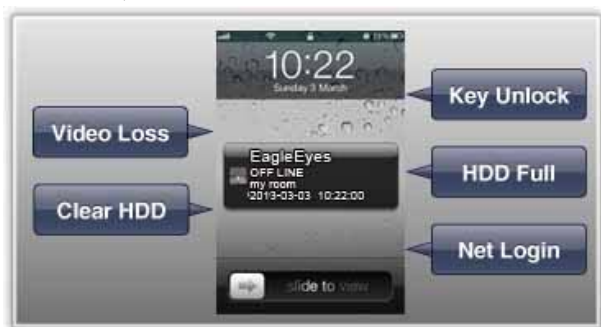 10:22
Sunday 3 March
Key Unlock
Video Loss
EagleEyes
OFF LINE
my room
2013-03-03 10:22:00
HDD Full
Clear HDD
Net Login
slide to view